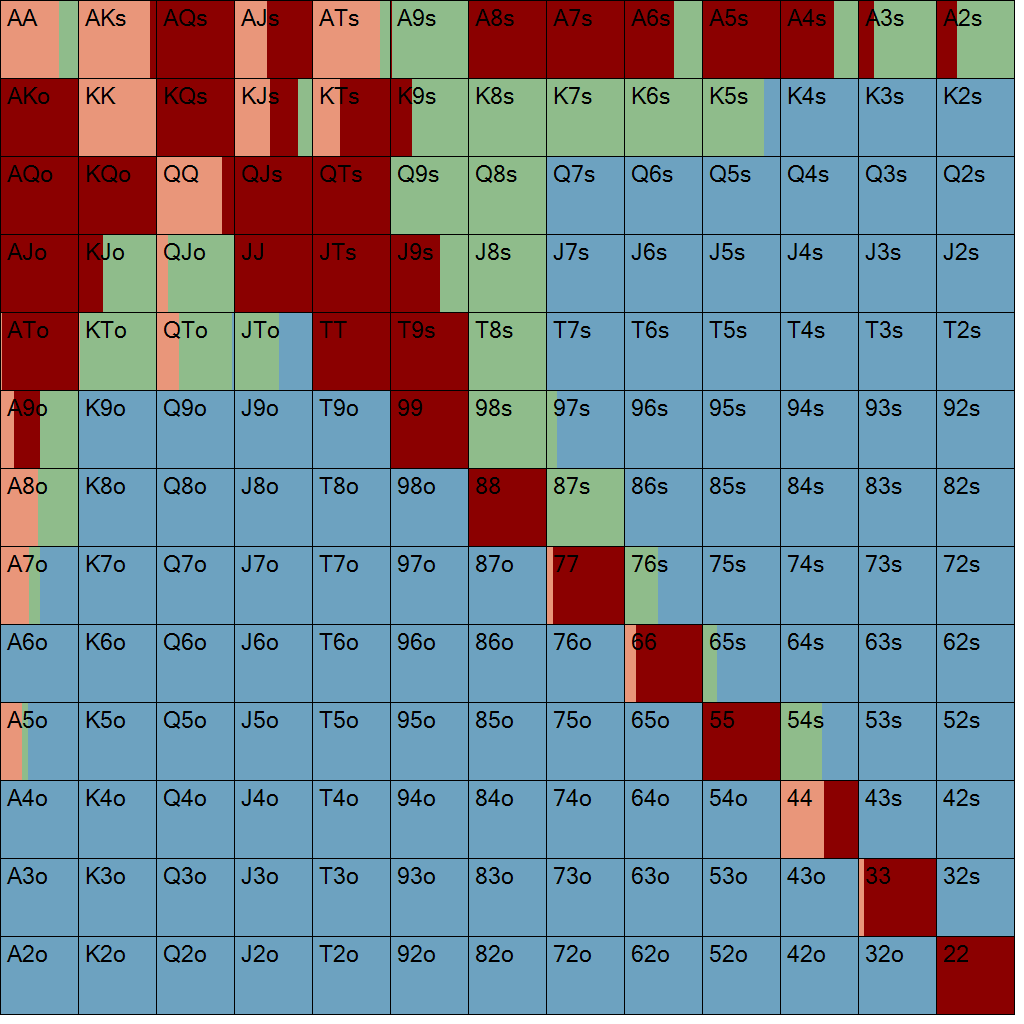 AA AKs AQs AJs ATs A9s A8s A7s A6s A5s A4s A3s A2s
AKo KK KQs KJs KTs K9s K8s K7s K6s K5s K4s K3s K2s
AQo KQo QQ QJs QTs Q9s Q8s Q7s Q6s Q5s Q4s Q3s Q2s
AJo KJo QJo JJ JTs J9s J8s J7s J6s J5s J4s J3s J2s
ATo KTo QTo JTo TT T9s T8s T7s T6s T5s T4s T3s T2s
A9o K9o Q9o J9o T9o 99 98s 97s 96s 95s 94s 93s 92s
A8o K8o Q8o J8o T8o 98o 88 87s 86s 85s 84s 83s 82s
A7o K7o Q7o J7o T7o 97o 87o 77 76s 75s 74s 73s 72s
A6o K6o Q6o J6o T6o 96o 86o 76o 66 65s 64s 63s 62s
A5o K5o Q5o J5o T5o 95o 85o 75o 65o 55 54s 53s 52s
A4o K4o Q4o J4o T4o 94o 84o 74o 64o 54o 44 43s 42s
A3o K3o Q3o J3o T3o 93o 83o 73o 63o 53o 43o 33 32s
A2o K2o Q2o J2o T2o 92o 82o 72o 62o 52o 42o 32o 22